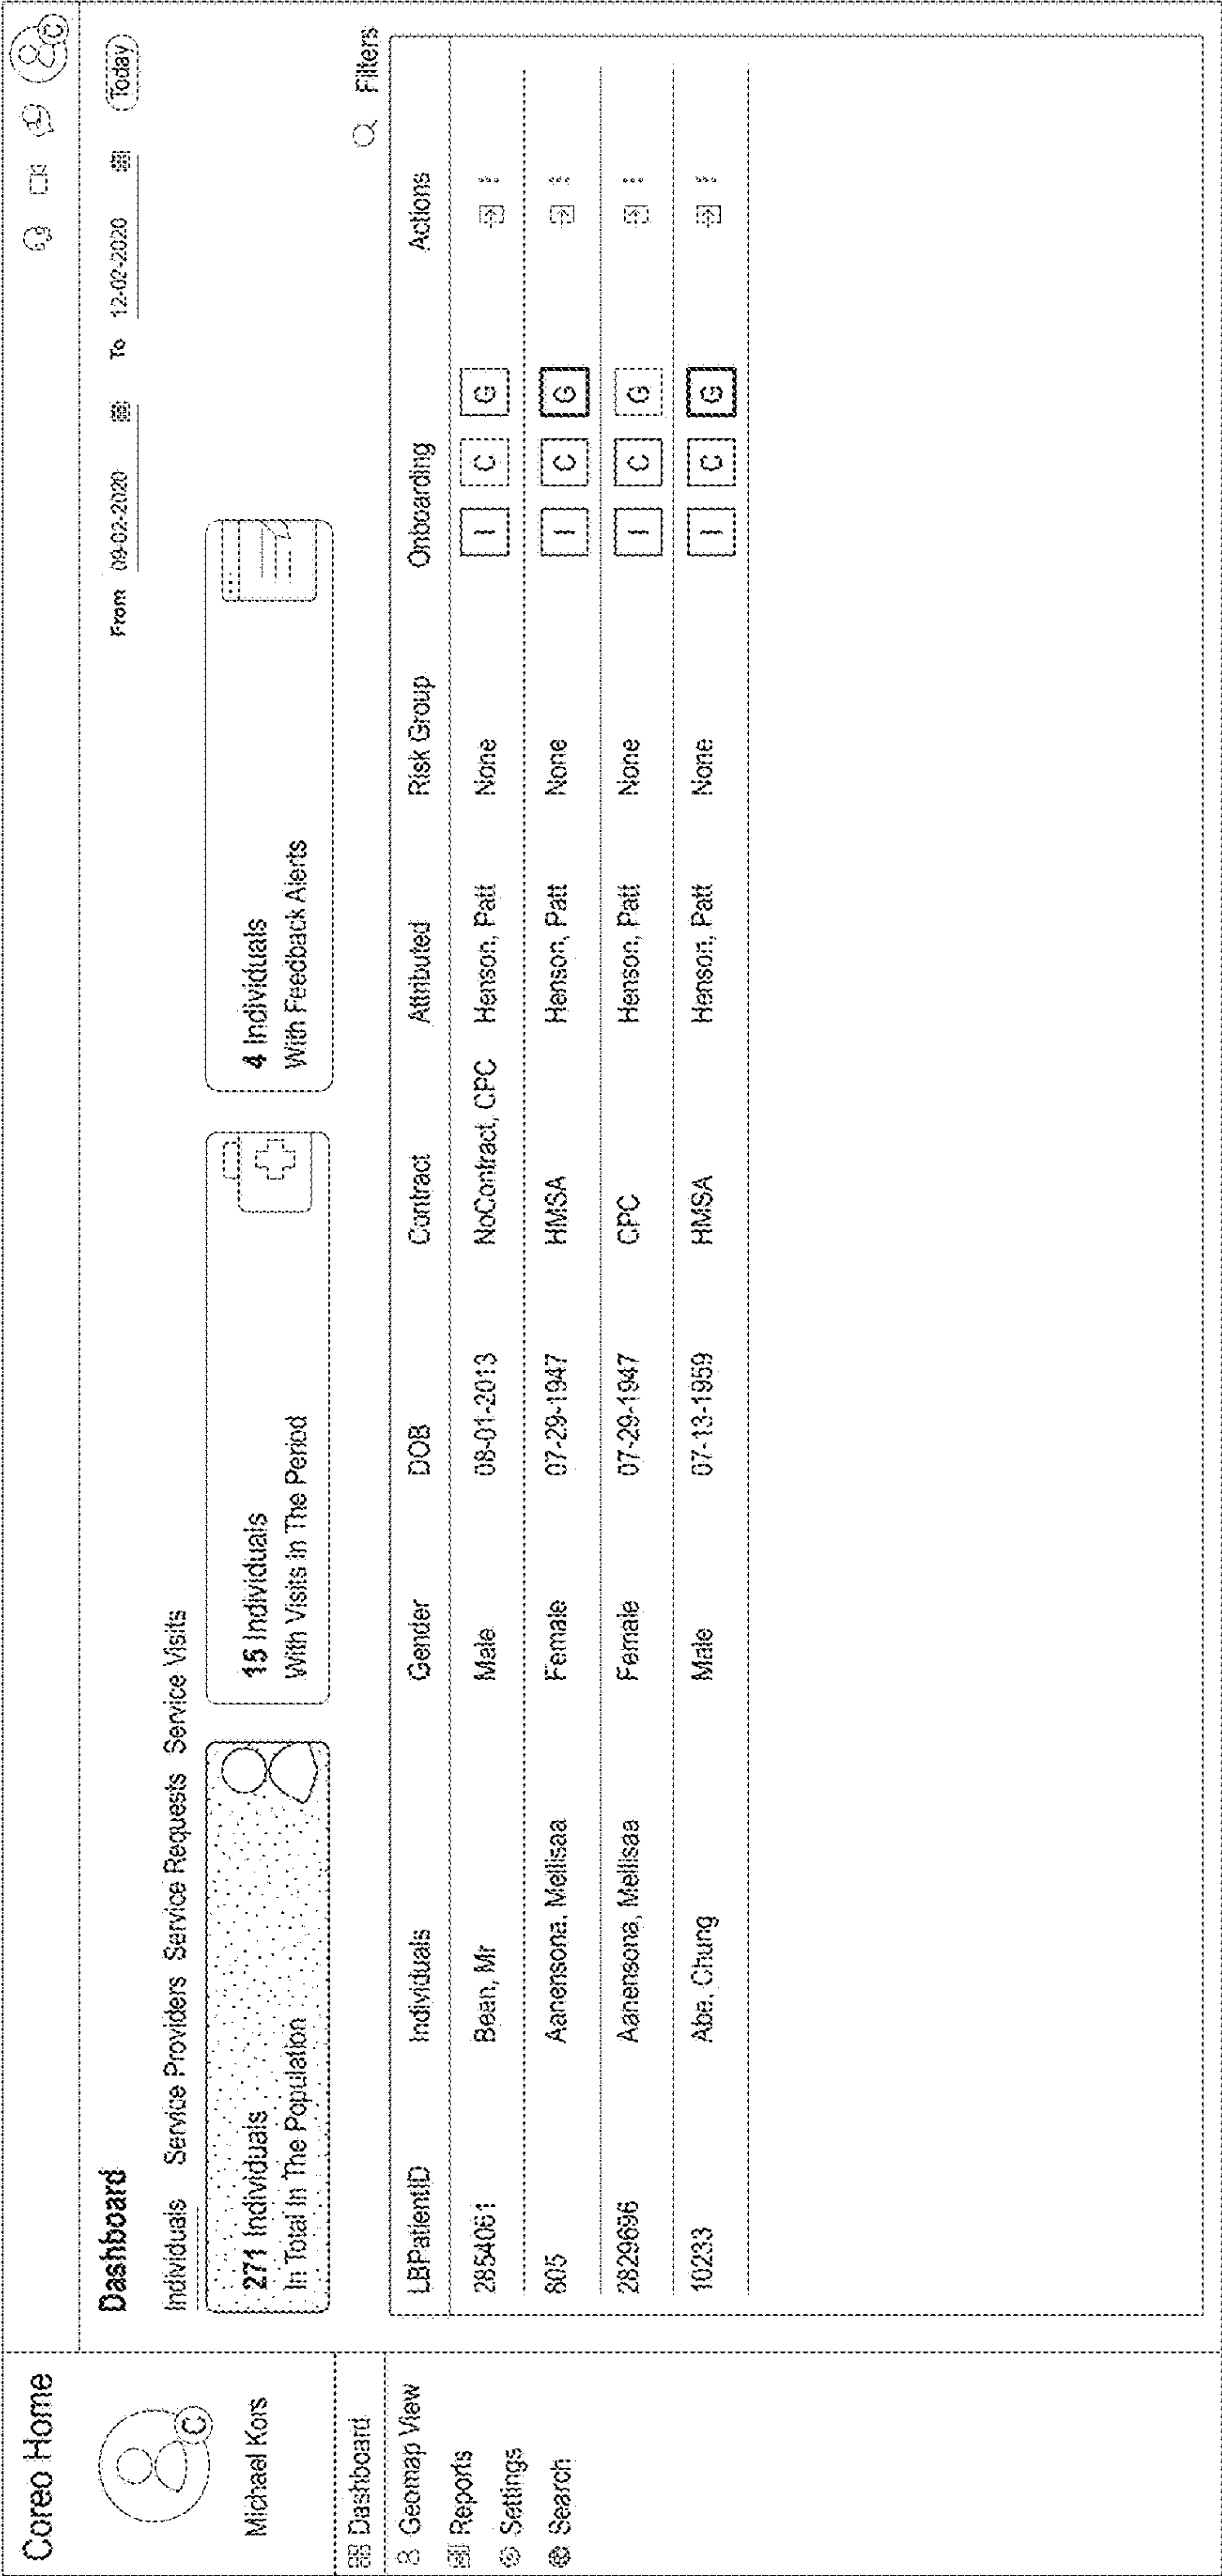 Coreo Home
C
C
Michael Kors
Dashboard
Geomap View
Reports
Settings
Search
Dashboard
From 09-02-2020 To 12-02-2020 Today
Individuals Service Providers Service Requests Service Visits
271 Individuals
In Total In The Population
15 Individuals
With Visits In The Period
4 Individuals
With Feedback Alerts
Filters
LBPatientID Individuals Gender DOB Contract Attributed Risk Group Onboarding Actions
2854061 Bean, Mr Male 08-01-2013 NoContract, CPC Henson, Patt None I C G
805 Aanensona, Mellisaa Female 07-29-1947 HMSA Henson, Patt None I C G
2829696 Aanensona, Mellisaa Female 07-29-1947 CPC Henson, Patt None I C G
10233 Abe, Chung Male 07-13-1959 HMSA Henson, Patt None I C G